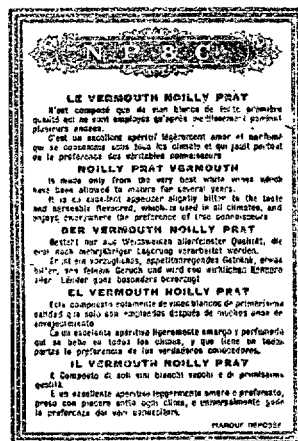 N.P.& C.
LE VERMOUTH NOILLY PRAT
N'est composé que de vins blancs de toute première
qualité qui ne sont employés qu'après vieillissement pendant
plusieurs années.
C'est un excellent apéritif légèrement amer et parfumé
qui se consomme sous tous les climats et qui jouit partout
de la préférence des véritables connaisseurs
NOILLY PRAT VERMOUTH
Is made only from the very best white wines which
have been allowed to mature for several years.
It is an excellent appetizer slightly bitter to the taste
and agreeably flavoured, which is used in all climates, and
enjoys everywhere the preference of true connoisseurs
DER VERMOUTH NOILLY PRAT
Besteht nur aus Weissweinen allerfeinster Qualität, die
erst nach mehrjähriger Lagerung verarbeitet werden.
Er ist ein vorzügliches, appetitanregendes Getränk, etwas
bitter, von feinem Geruch und wird von wirklichen Kennern
aller Länder ganz besonders bevorzugt
EL VERMOUTH NOILLY PRAT
Esta compuesto solamente de vinos blancos de primerisima
calidad que solo son empleados después de muchos años de
envejecimiento
Es un excelente aperitivo ligeramente amargo y perfumado
que se bebe en todos los climas, y que tiene en todas
partes la preferencia de los verdaderos conocedores.
IL VERMOUTH NOILLY PRAT
È Composto di soli vini bianchi vecchi e di primissima
qualità.
È un eccellente aperitivo leggermente amaro e profumato,
preso con piacere sotto ogni clima, e universalmente gode
la preferenza dei veri conoscitori.
MARQUE DÉPOSÉE